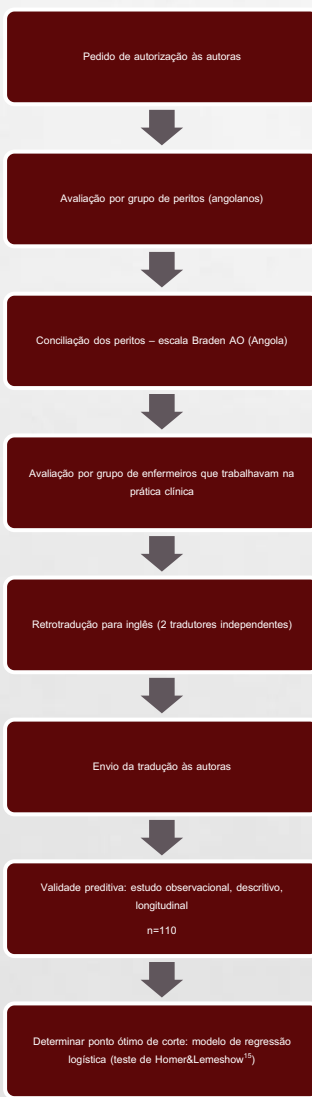 Pedido de autorização às autoras
Avaliação por grupo de peritos (angolanos)
Conciliação dos peritos – escala Braden AO (Angola)
Avaliação por grupo de enfermeiros que trabalhavam na
prática clínica
Retrotradução para inglês (2 tradutores independentes)
Envio da tradução às autoras
Validade preditiva: estudo observacional, descritivo,
longitudinal
n=110
Determinar ponto ótimo de corte: modelo de regressão
logística (teste de Homer&Lemeshow¹⁵)